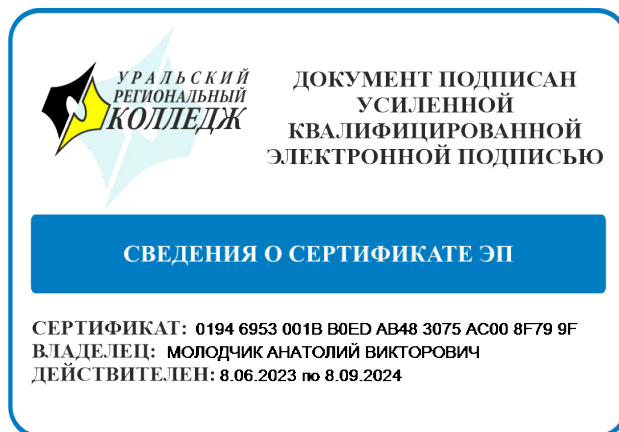 УРАЛЬСКИЙ
РЕГИОНАЛЬНЫЙ
КОЛЛЕДЖ
ДОКУМЕНТ ПОДПИСАН
УСИЛЕННОЙ
КВАЛИФИЦИРОВАННОЙ
ЭЛЕКТРОННОЙ ПОДПИСЬЮ
СВЕДЕНИЯ О СЕРТИФИКАТЕ ЭП
СЕРТИФИКАТ: 0194 6953 001B B0ED AB48 3075 AC00 8F79 9F
ВЛАДЕЛЕЦ: МОЛОДЧИК АНАТОЛИЙ ВИКТОРОВИЧ
ДЕЙСТВИТЕЛЕН: 8.06.2023 по 8.09.2024